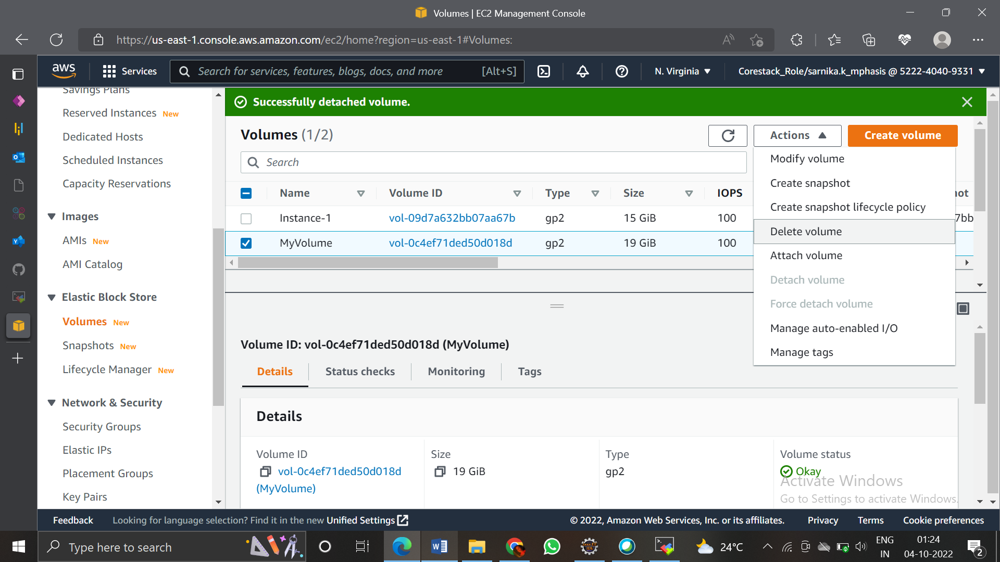 Volumes | EC2 Management Console
https://us-east-1.console.aws.amazon.com/ec2/home?region=us-east-1#Volumes:
aws
Services
Search for services, features, blogs, docs, and more [Alt+S]
N. Virginia
Corestack_Role/sarnika.k_mphasis @ 5222-4040-9331
Savings Plans
Reserved Instances New
Dedicated Hosts
Scheduled Instances
Capacity Reservations
Images
AMIs New
AMI Catalog
Elastic Block Store
Volumes New
Snapshots New
Lifecycle Manager New
Network & Security
Security Groups
Elastic IPs
Placement Groups
Key Pairs
Successfully detached volume.
Volumes (1/2)
Actions
Create volume
Search
Name Volume ID Type Size IOPS
Instance-1 vol-09d7a632bb07aa67b gp2 15 GiB 100 7bb
MyVolume vol-0c4ef71ded50d018d gp2 19 GiB 100
Modify volume
Create snapshot
Create snapshot lifecycle policy
Delete volume
Attach volume
Detach volume
Force detach volume
Manage auto-enabled I/O
Manage tags
Volume ID: vol-0c4ef71ded50d018d (MyVolume)
Details Status checks Monitoring Tags
Details
Volume ID Size Type Volume status
vol-0c4ef71ded50d018d 19 GiB gp2 Okay
(MyVolume)
Activate Windows
Go to Settings to activate Windows.
Feedback Looking for language selection? Find it in the new Unified Settings
© 2022, Amazon Web Services, Inc. or its affiliates. Privacy Terms Cookie preferences
Type here to search
24°C
ENG
IN
01:24
04-10-2022
2